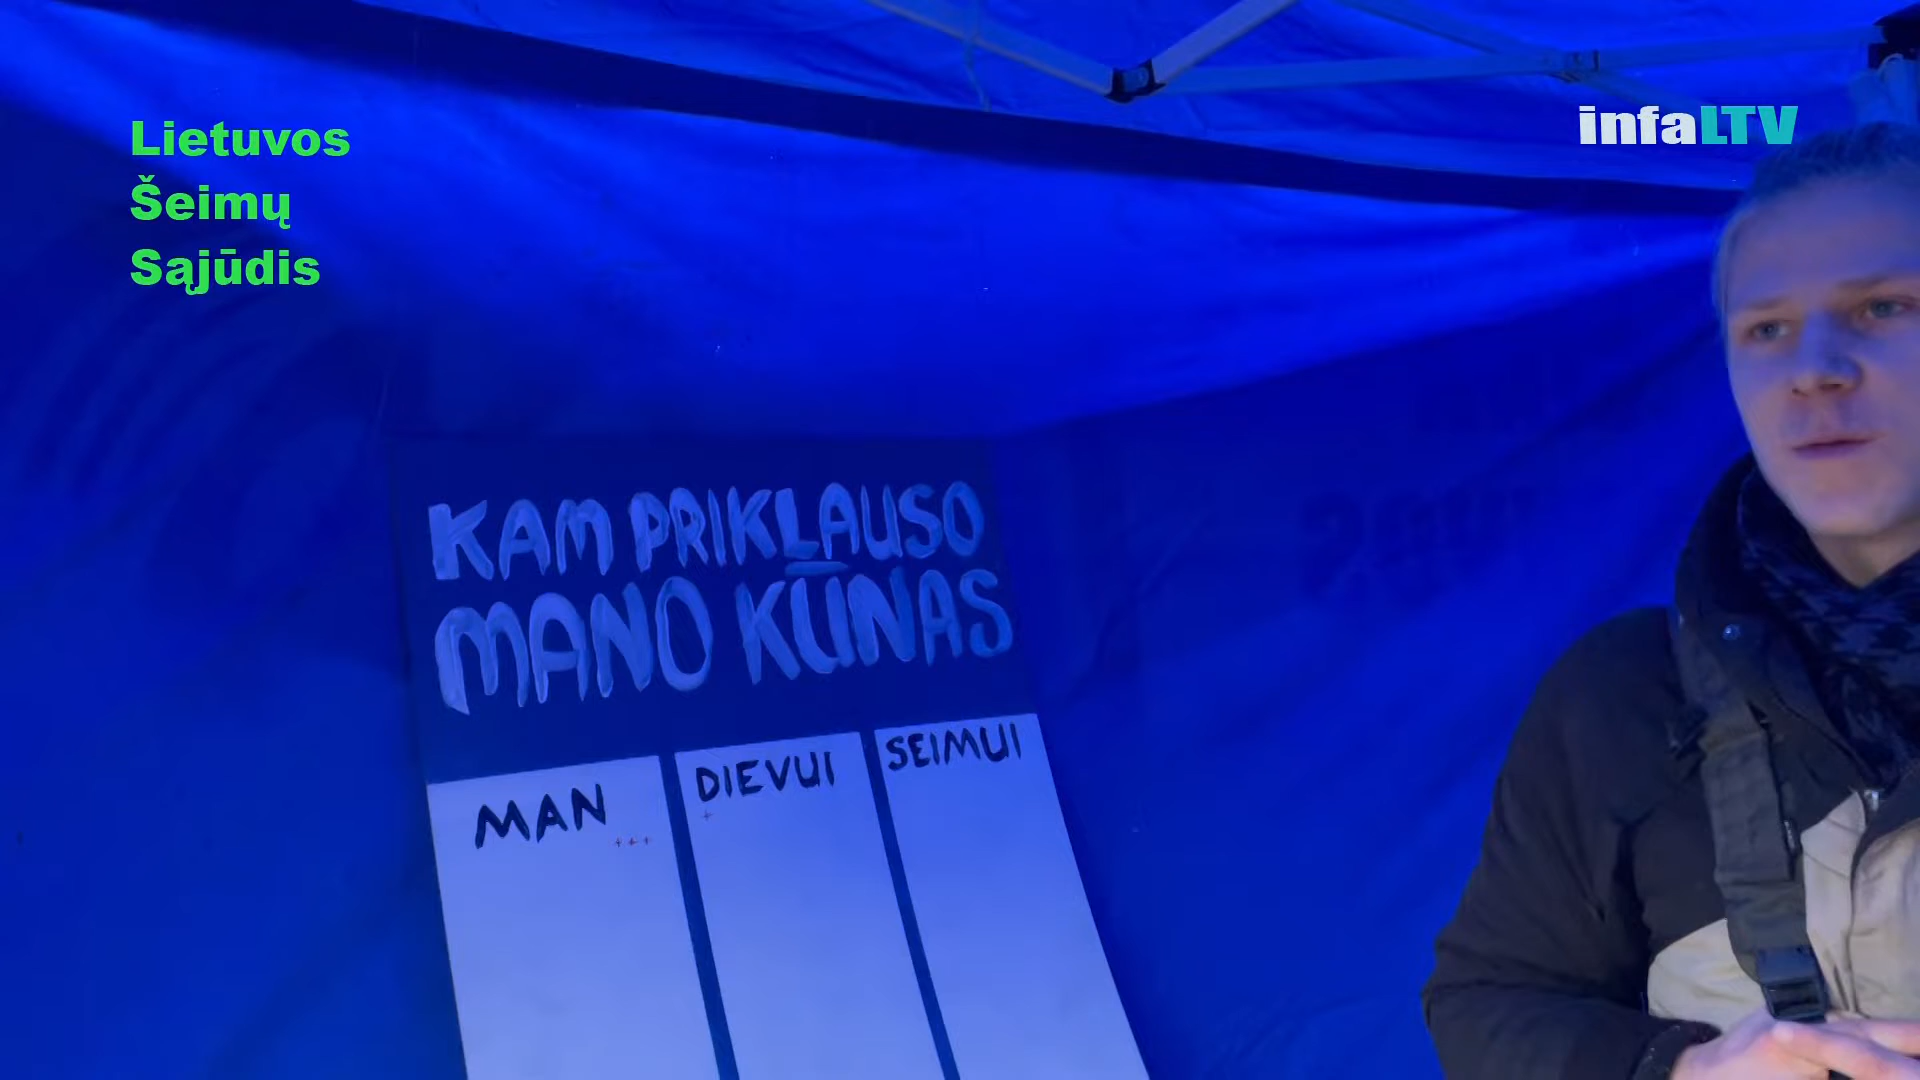 Lietuvos
Šeimų
Sąjūdis
infaLTV
KAM PRIKLAUSO
MANO KŪNAS
MAN
DIEVUI
SEIMUI